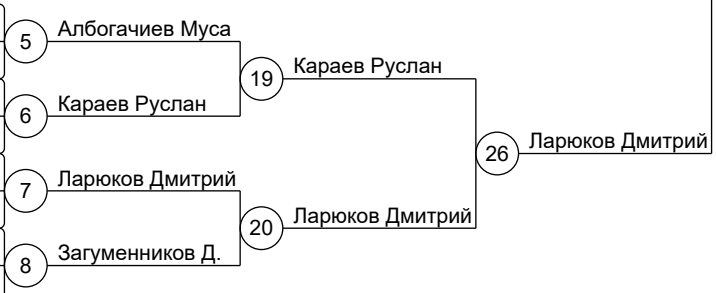 5 Албогачиев Муса
19 Караев Руслан
6 Караев Руслан
26 Ларюков Дмитрий
7 Ларюков Дмитрий
20 Ларюков Дмитрий
8 Загуменников Д.